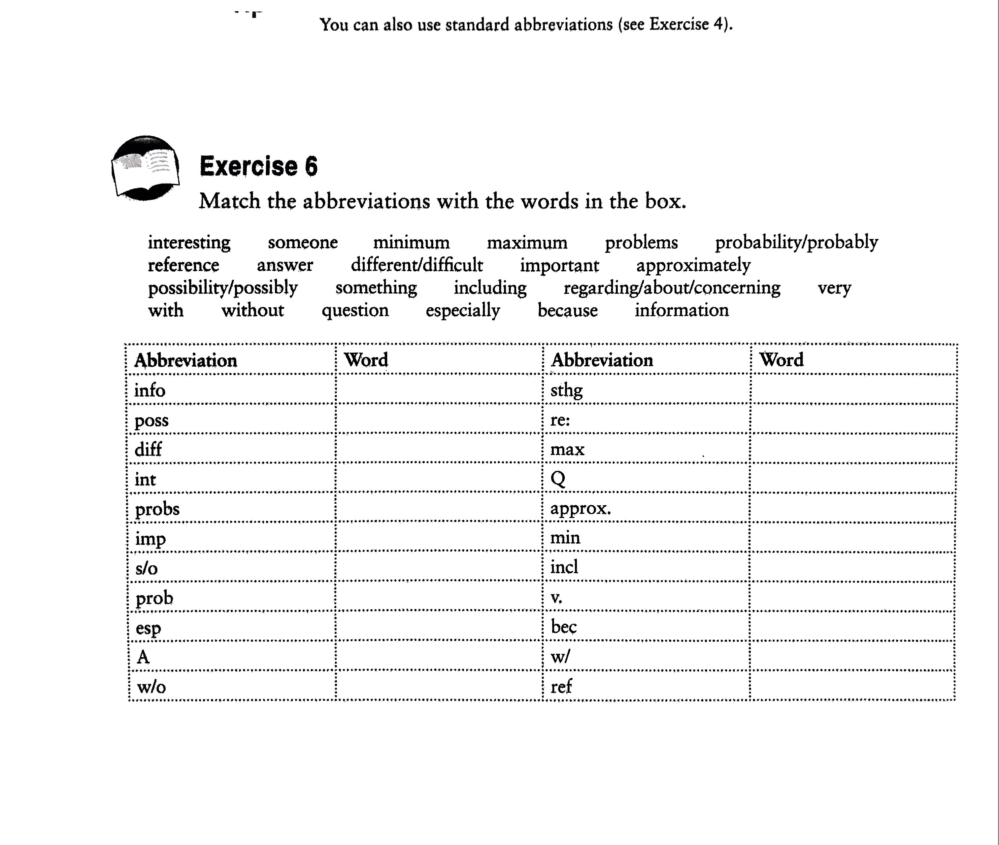 You can also use standard abbreviations (see Exercise 4).
Exercise 6
Match the abbreviations with the words in the box.
interesting someone minimum maximum problems probability/probably
reference answer different/difficult important approximately
possibility/possibly something including regarding/about/concerning very
with without question especially because information
Abbreviation Word Abbreviation Word
info sthg
poss re:
diff max
int Q
probs approx.
imp min
s/o incl
prob v.
esp bec
A w/
w/o ref